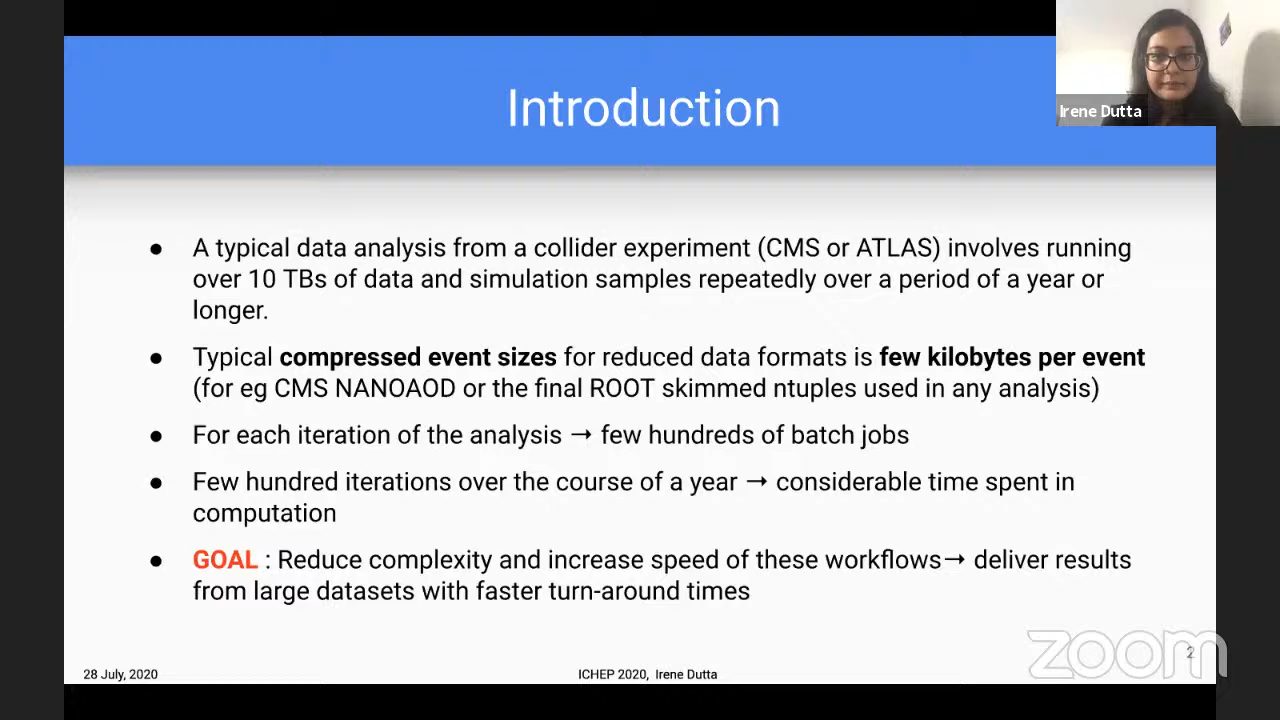 Introduction
Irene Dutta
● A typical data analysis from a collider experiment (CMS or ATLAS) involves running
over 10 TBs of data and simulation samples repeatedly over a period of a year or
longer.
● Typical compressed event sizes for reduced data formats is few kilobytes per event
(for eg CMS NANOAOD or the final ROOT skimmed ntuples used in any analysis)
● For each iteration of the analysis → few hundreds of batch jobs
● Few hundred iterations over the course of a year → considerable time spent in
computation
● GOAL : Reduce complexity and increase speed of these workflows→ deliver results
from large datasets with faster turn-around times
zoom
2
28 July, 2020
ICHEP 2020, Irene Dutta